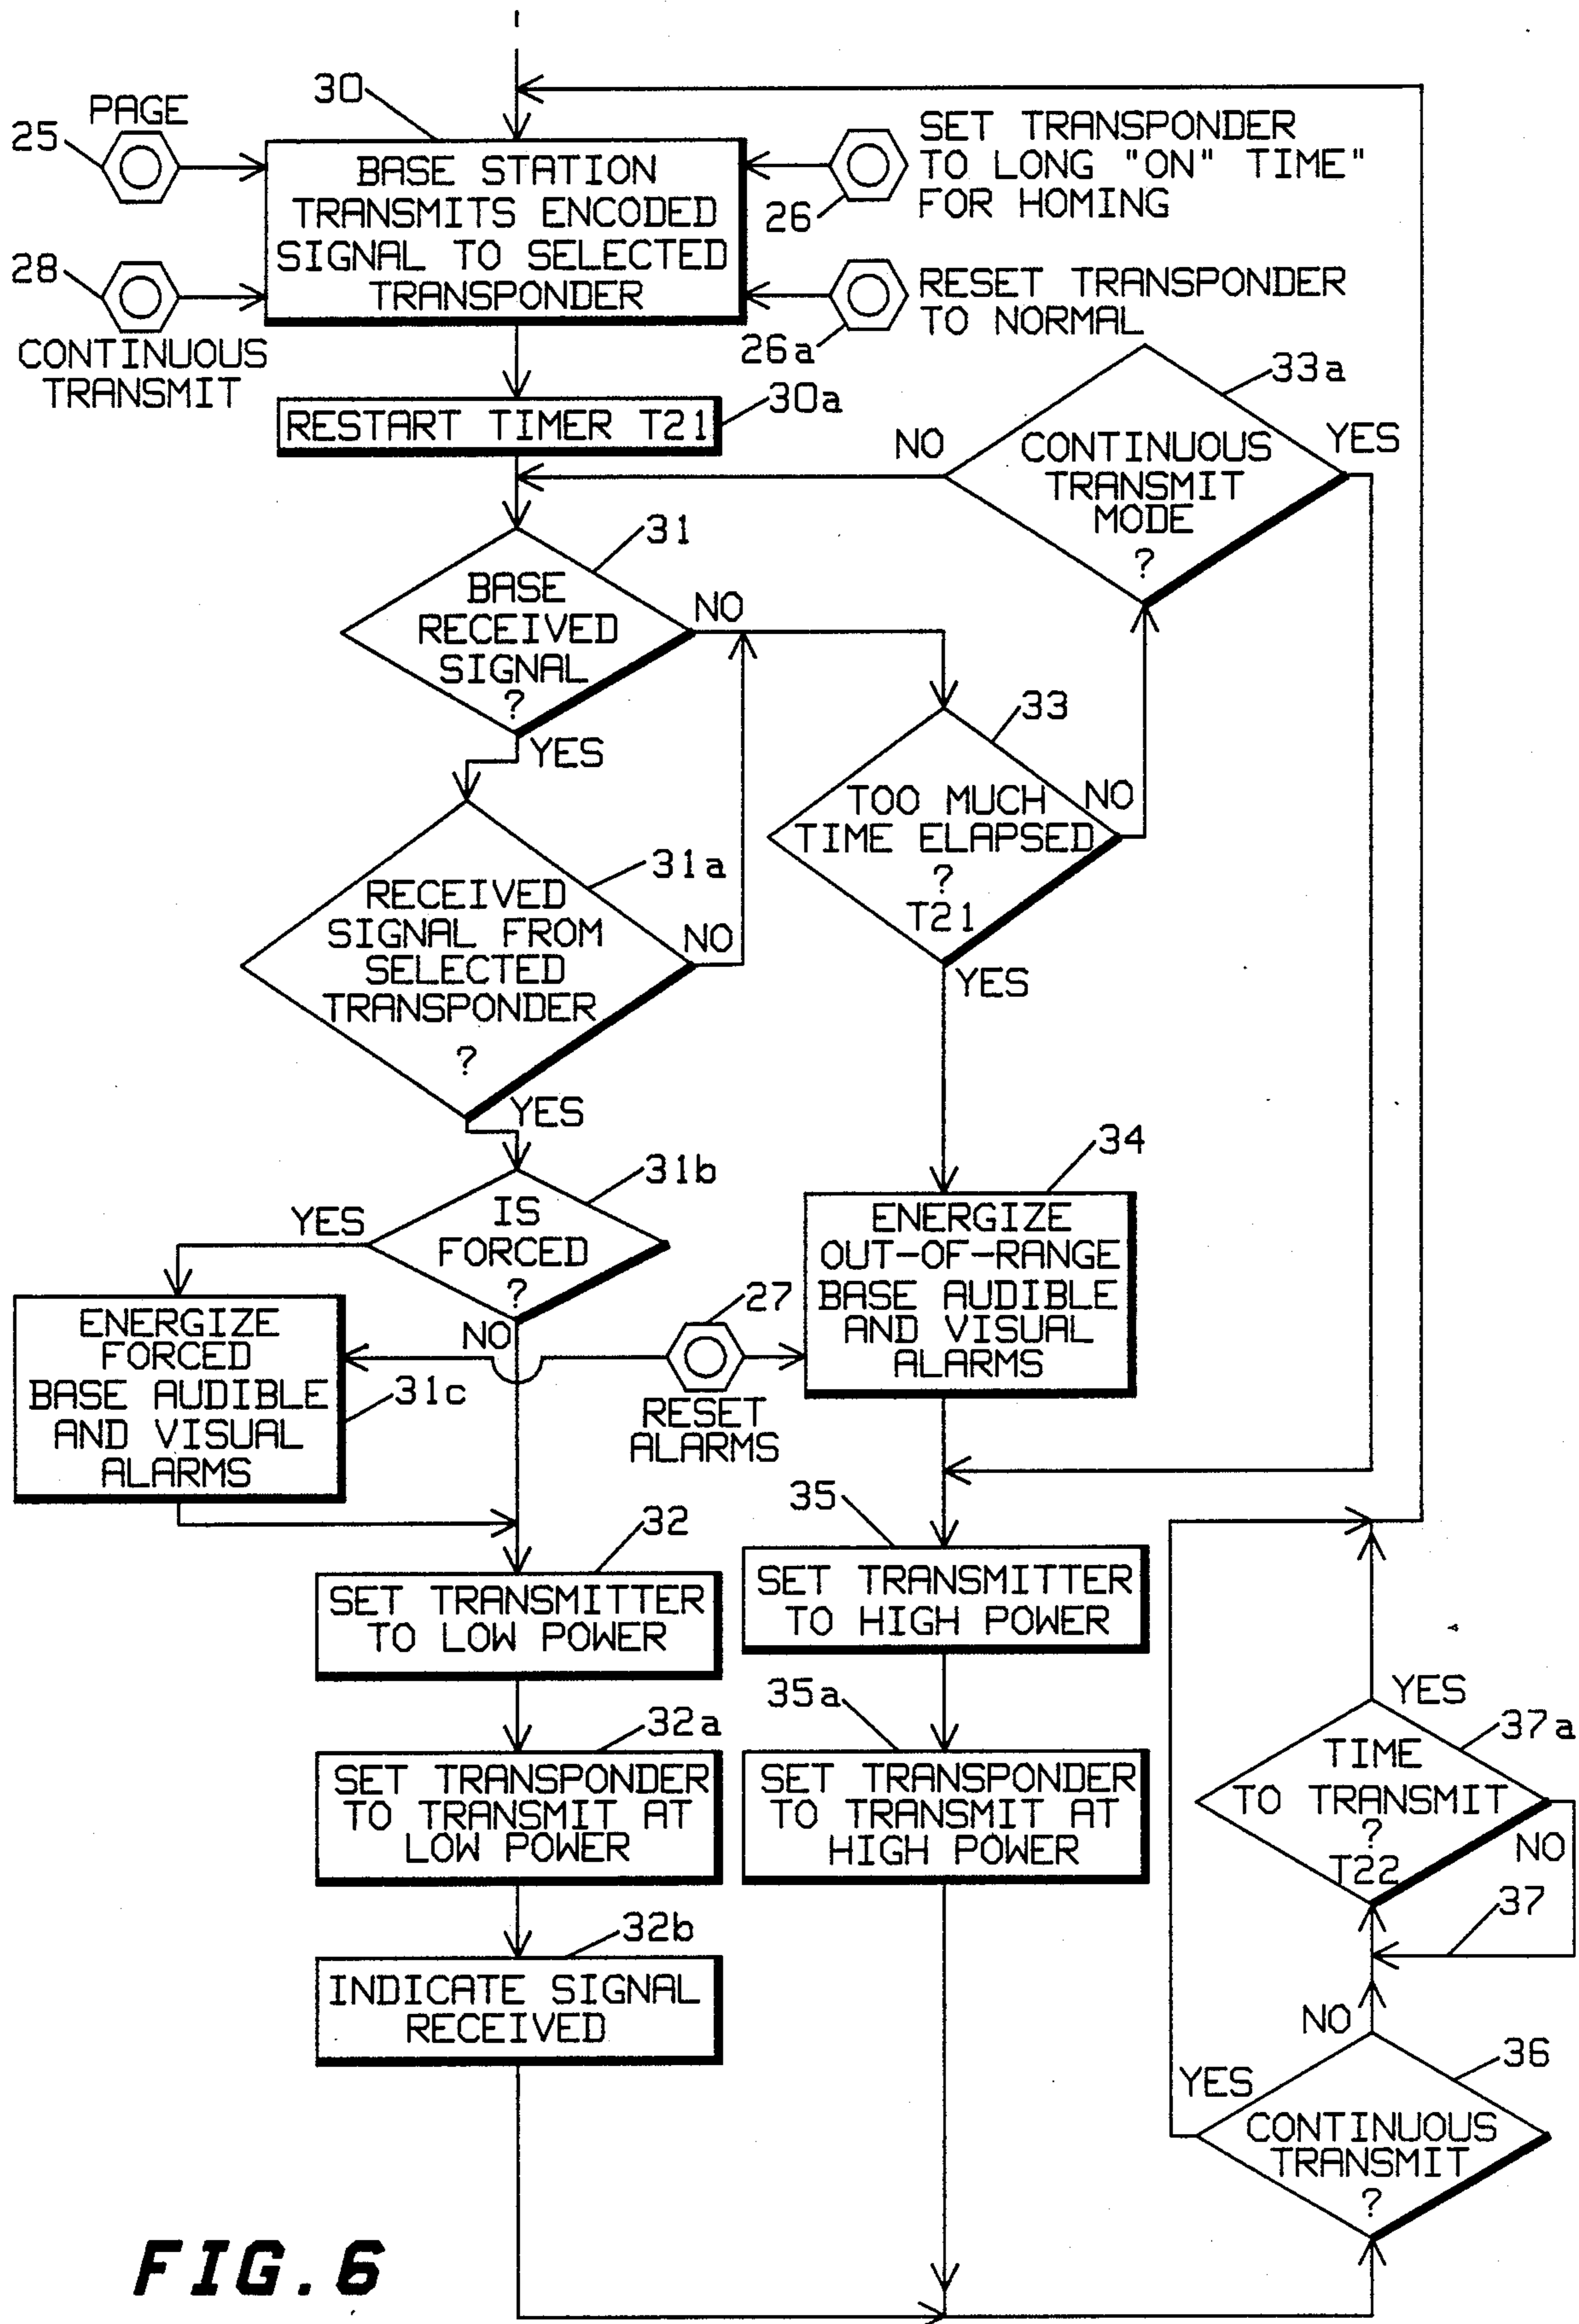 30
PAGE
25
BASE STATION
TRANSMITS ENCODED
SIGNAL TO SELECTED
TRANSPONDER
SET TRANSPONDER
TO LONG "ON" TIME"
FOR HOMING
26
28
CONTINUOUS
TRANSMIT
RESET TRANSPONDER
TO NORMAL
26a
RESTART TIMER T21
30a
33a
NO
YES
CONTINUOUS
TRANSMIT
MODE
?
31
BASE
RECEIVED
SIGNAL
?
NO
YES
33
TOO MUCH
TIME ELAPSED
?
T21
NO
YES
31a
RECEIVED
SIGNAL FROM
SELECTED
TRANSPONDER
?
NO
YES
31b
IS
FORCED
?
YES
NO
34
ENERGIZE
OUT-OF-RANGE
BASE AUDIBLE
AND VISUAL
ALARMS
27
RESET
ALARMS
ENERGIZE
FORCED
BASE AUDIBLE
AND VISUAL
ALARMS
31c
32
SET TRANSMITTER
TO LOW POWER
35
SET TRANSMITTER
TO HIGH POWER
32a
SET TRANSPONDER
TO TRANSMIT AT
LOW POWER
35a
SET TRANSPONDER
TO TRANSMIT AT
HIGH POWER
YES
37a
TIME
TO TRANSMIT
?
T22
NO
37
32b
INDICATE SIGNAL
RECEIVED
NO
36
YES
CONTINUOUS
TRANSMIT
?
FIG. 6